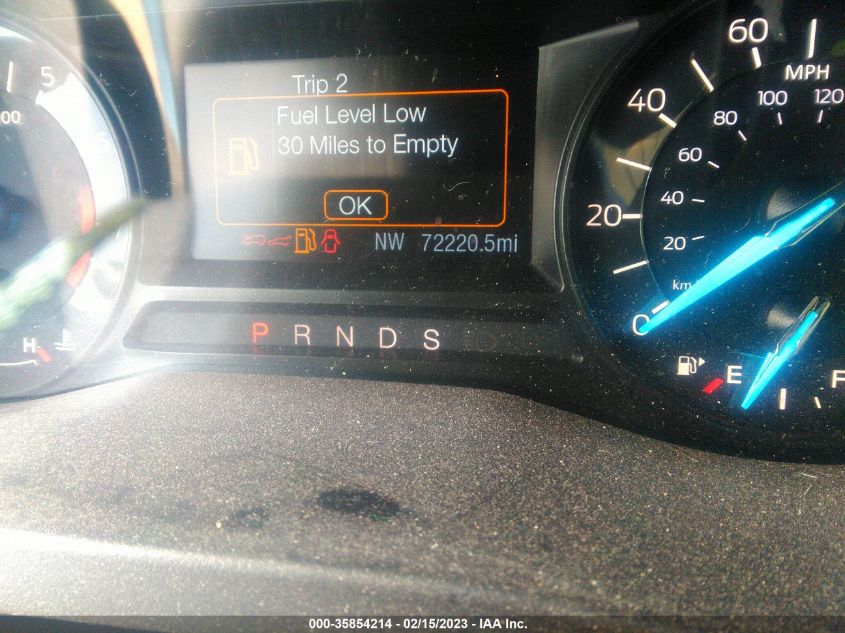 Trip 2
Fuel Level Low
30 Miles to Empty
OK
NW 72220.5mi
P R N D S
5
H
0 20 40 60
MPH
20 40 60 80 100 120
km
E F
000-35854214 - 02/15/2023 - IAA Inc.